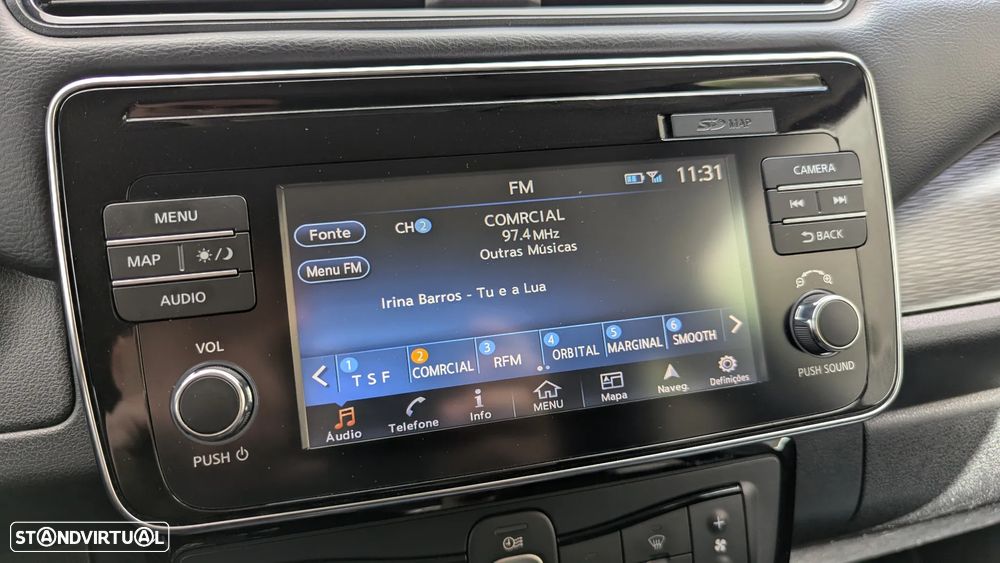 SD MAP
MENU
MAP
AUDIO
VOL
PUSH
FM
11:31
Fonte
CH2
COMRCIAL
97.4 MHz
Outras Músicas
Menu FM
Irina Barros - Tu e a Lua
1 T S F
2 COMRCIAL
3 RFM
4 ORBITAL
5 MARGINAL
6 SMOOTH
Áudio
Telefone
Info
MENU
Mapa
Naveg.
Definições
CAMERA
BACK
PUSH SOUND
STANDVIRTUAL